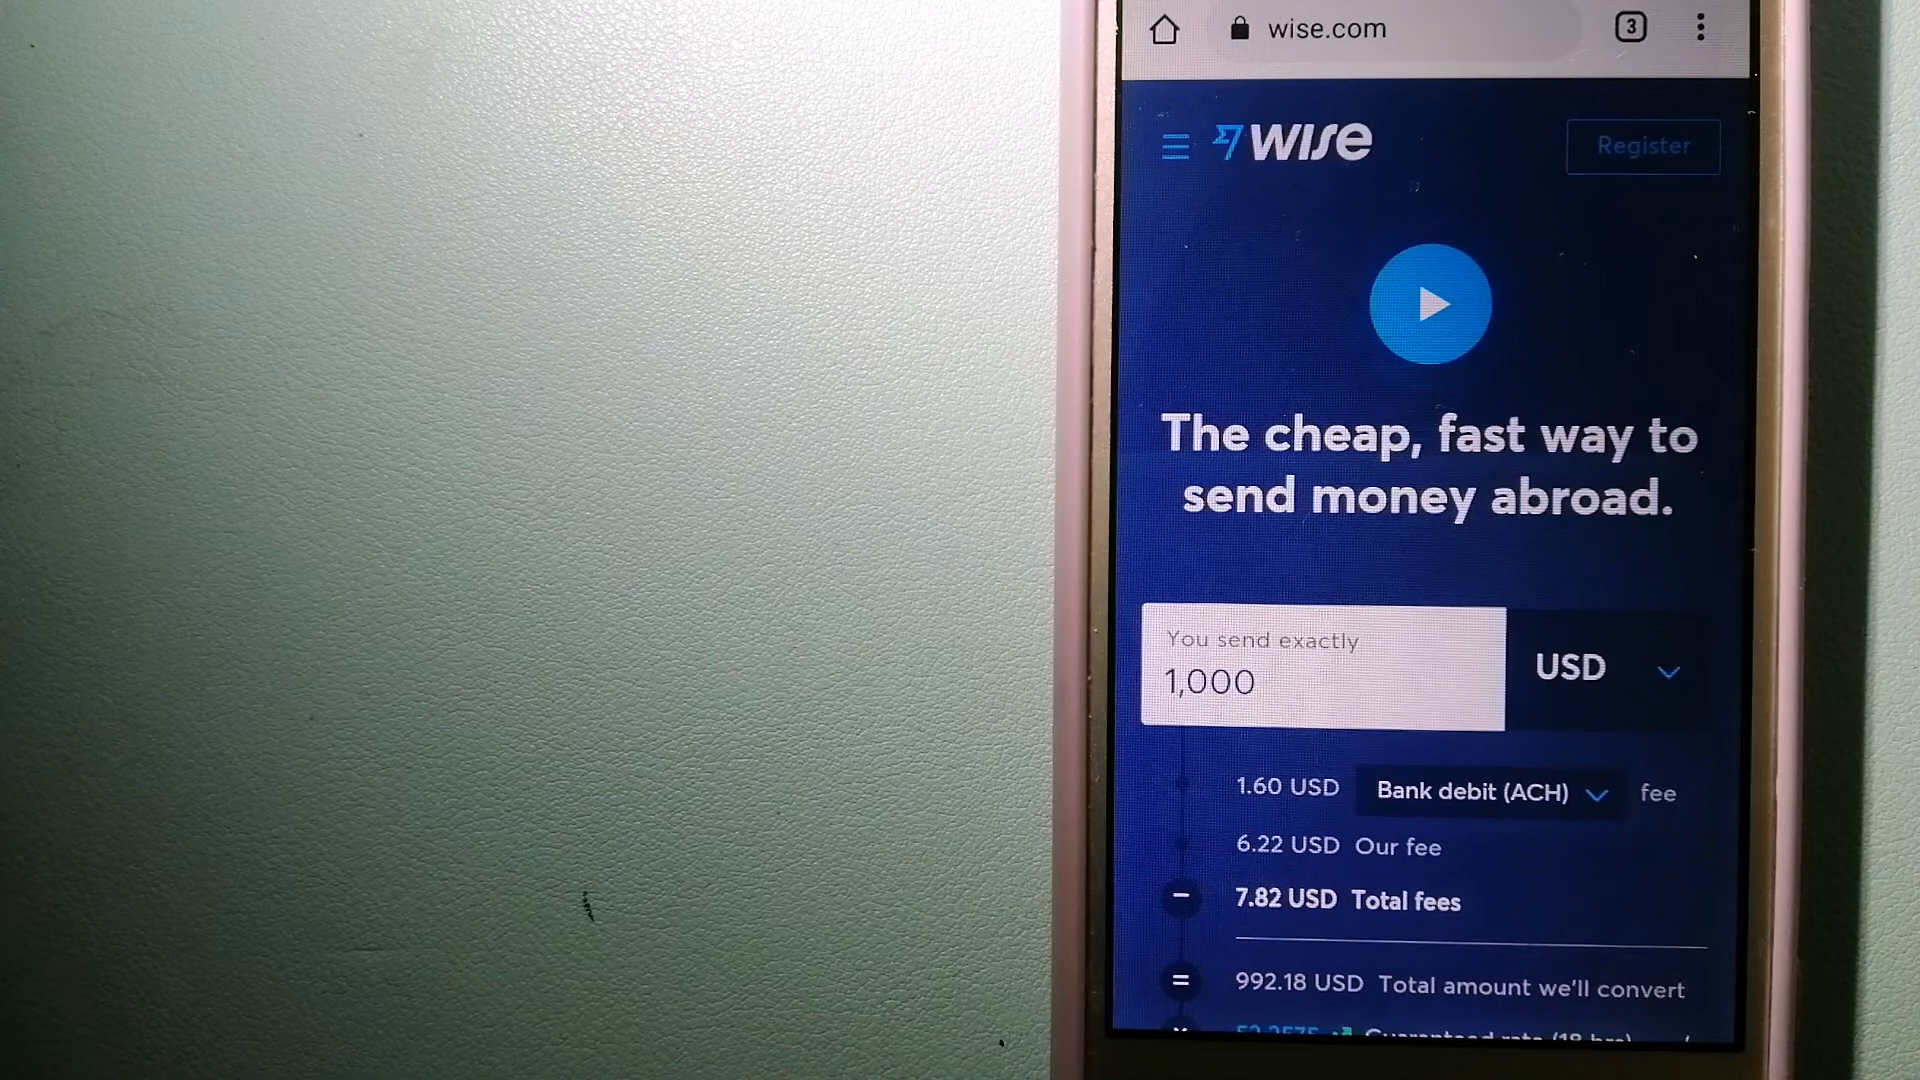 wise.com
3
wise
Register
The cheap, fast way to
send money abroad.
You send exactly
1,000
USD
1.60 USD Bank debit (ACH) fee
6.22 USD Our fee
7.82 USD Total fees
992.18 USD Total amount we'll convert
Guaranteed rate